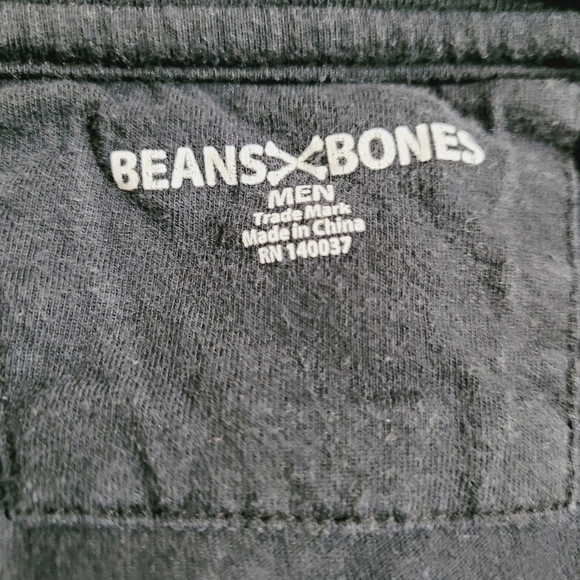 BEANS BONES
MEN
Trade Mark
Made in China
RN 140037